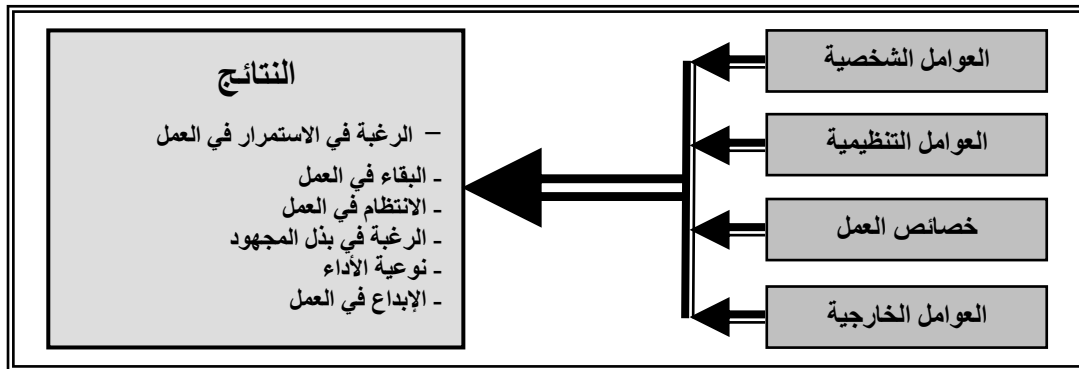 العوامل الشخصية
العوامل التنظيمية
خصائص العمل
العوامل الخارجية
النتائج
– الرغبة في الاستمرار في العمل
- البقاء في العمل
- الانتظام في العمل
- الرغبة في بذل المجهود
- نوعية الأداء
- الإبداع في العمل